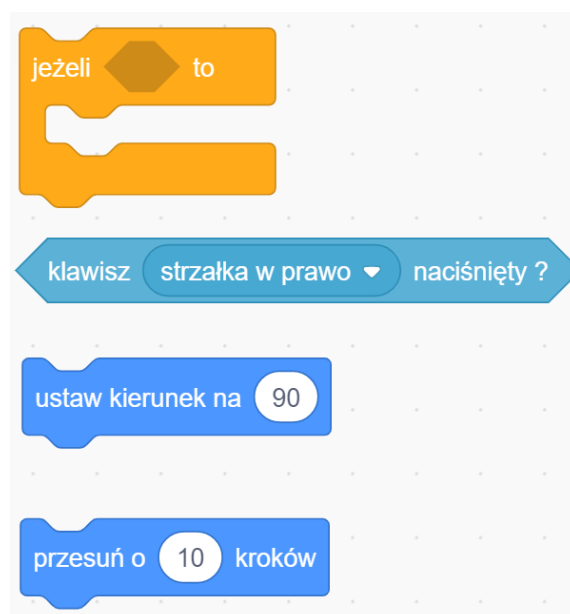 jeżeli to
klawisz strzałka w prawo naciśnięty ?
ustaw kierunek na 90
przesuń o 10 kroków